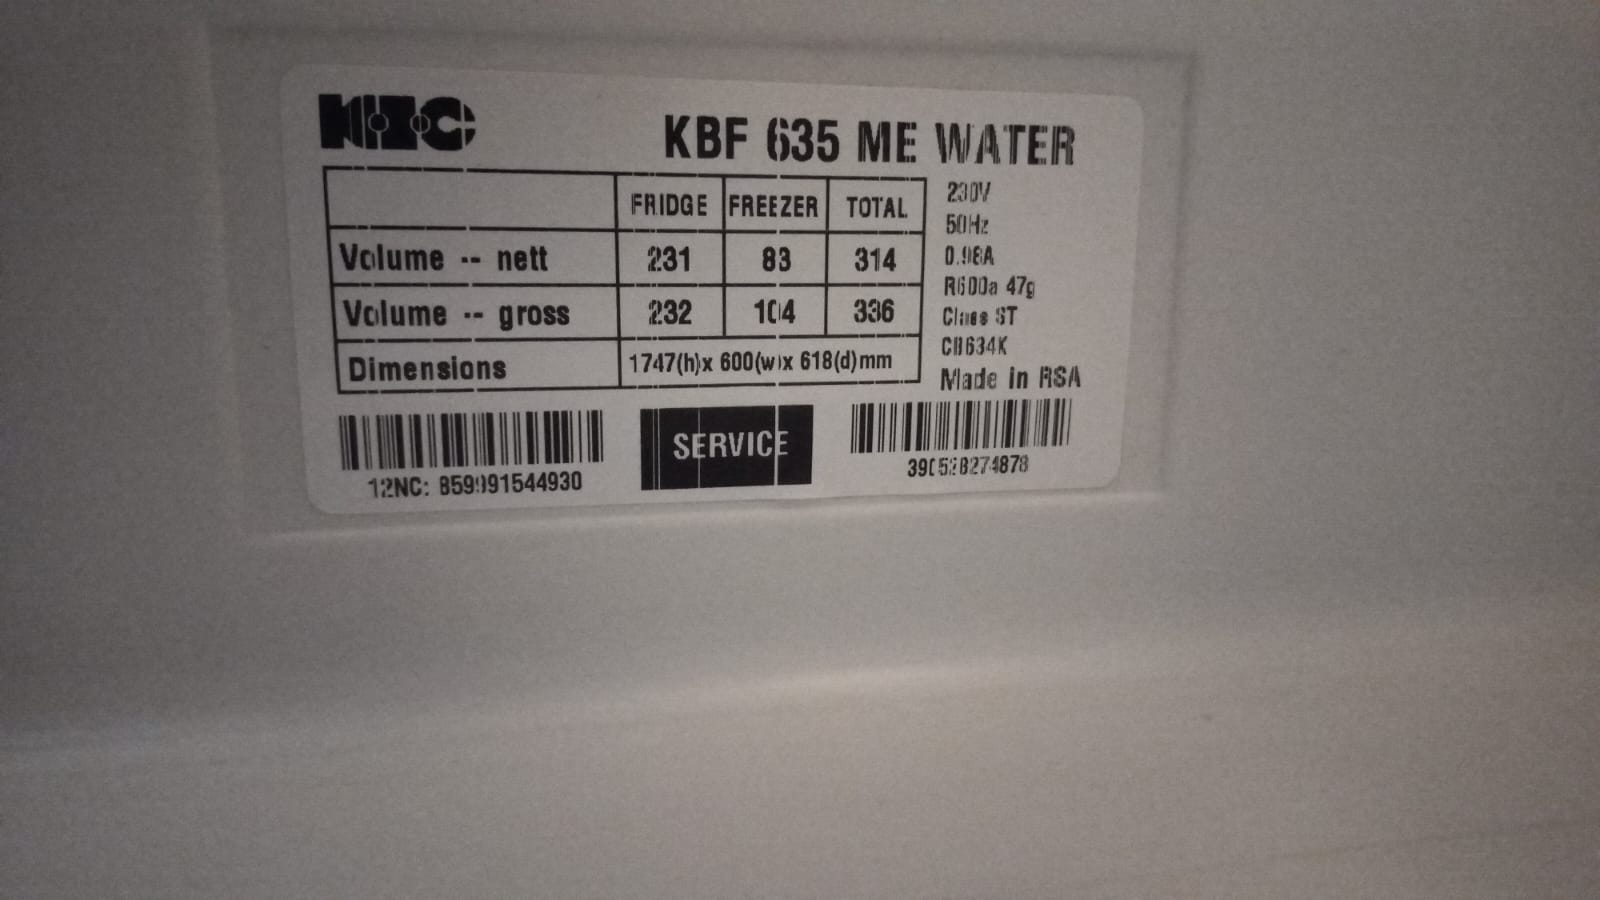 KIC
KBF 635 ME WATER
FRIDGE FREEZER TOTAL
Volume -- nett 231 83 314
Volume -- gross 232 104 336
Dimensions 1747(h)x 600(w)x 618(d)mm
230V
50Hz
0.98A
R600a 47g
Class ST
CB634K
Made in RSA
SERVICE
12NC: 859991544930